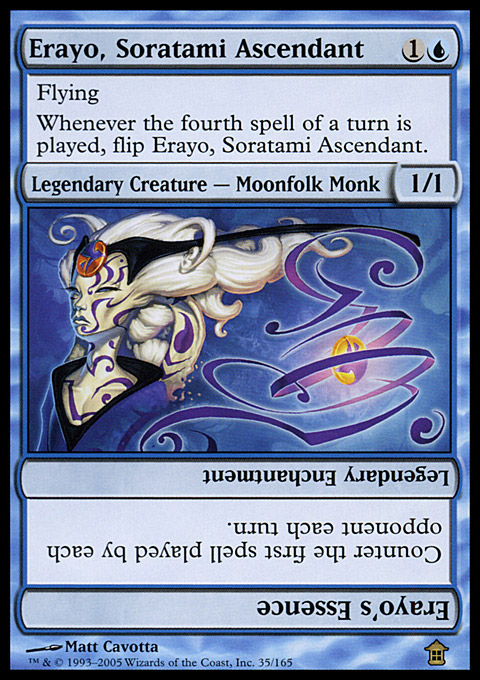 Erayo, Soratami Ascendant 1
Flying
Whenever the fourth spell of a turn is
played, flip Erayo, Soratami Ascendant.
Legendary Creature — Moonfolk Monk 1/1
Erayo's Essence
Counter the first spell played by each
opponent each turn.
Legendary Enchantment
Matt Cavotta
™ & © 1993–2005 Wizards of the Coast, Inc. 35/165